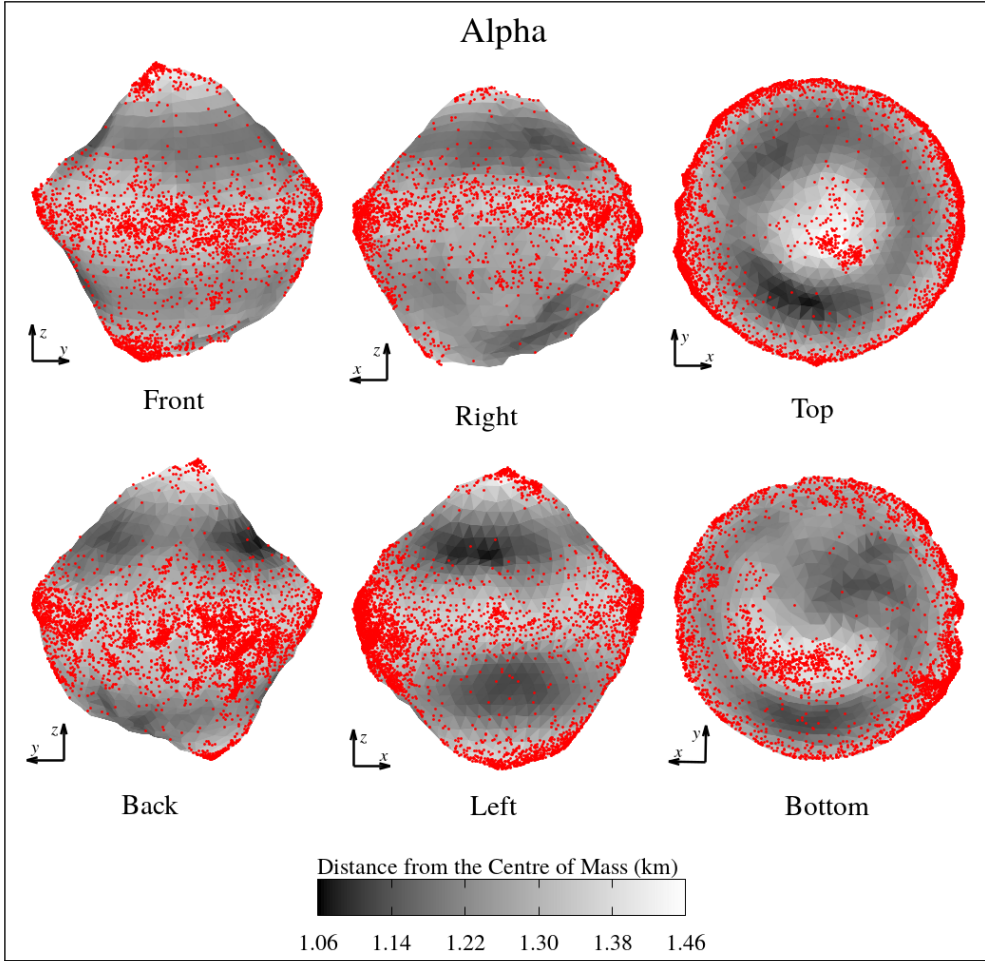 Alpha
z
y
Front
z
x
Right
y
x
Top
z
y
Back
z
x
Left
y
x
Bottom
Distance from the Centre of Mass (km)
1.06 1.14 1.22 1.30 1.38 1.46